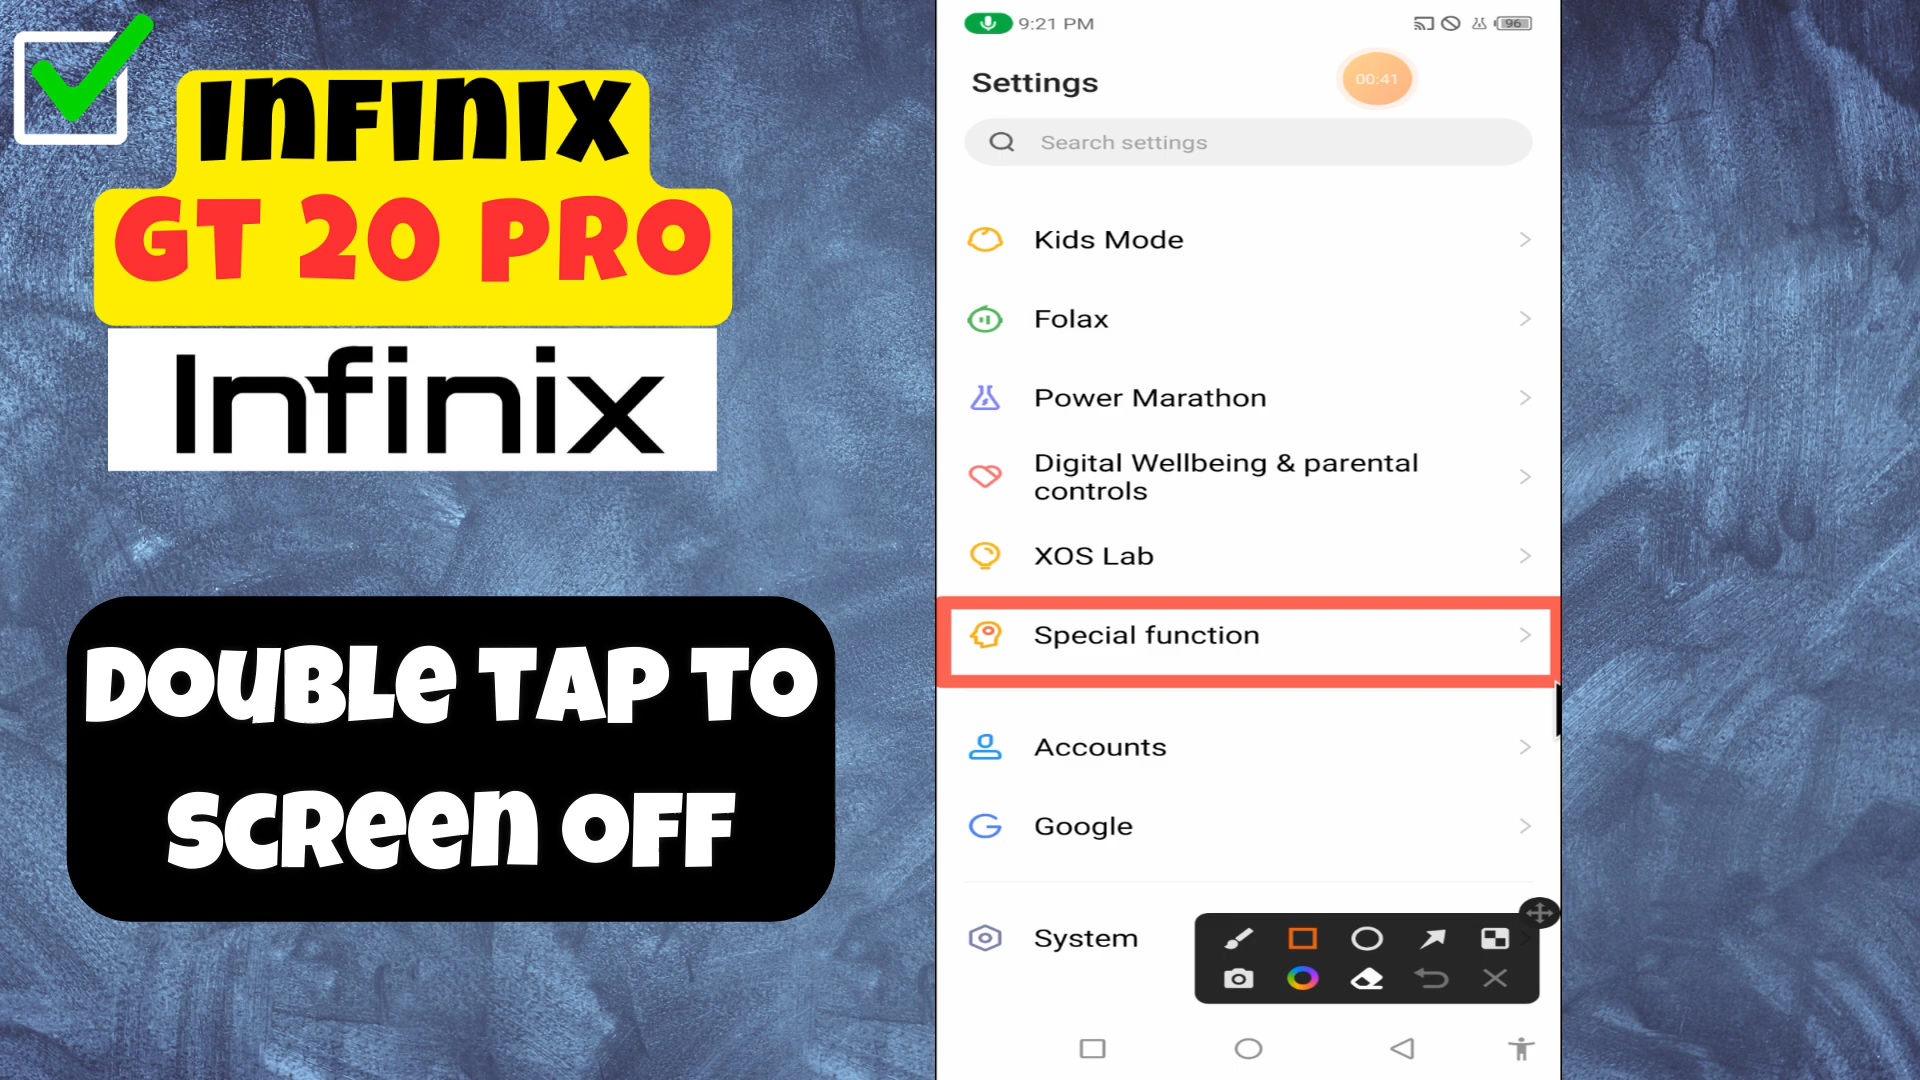 INFINIX
GT 20 PRO
Infinix
DOUBLE TAP TO
SCREEN OFF
9:21 PM
96
Settings
00:41
Search settings
Kids Mode
Folax
Power Marathon
Digital Wellbeing & parental
controls
XOS Lab
Special function
Accounts
Google
System